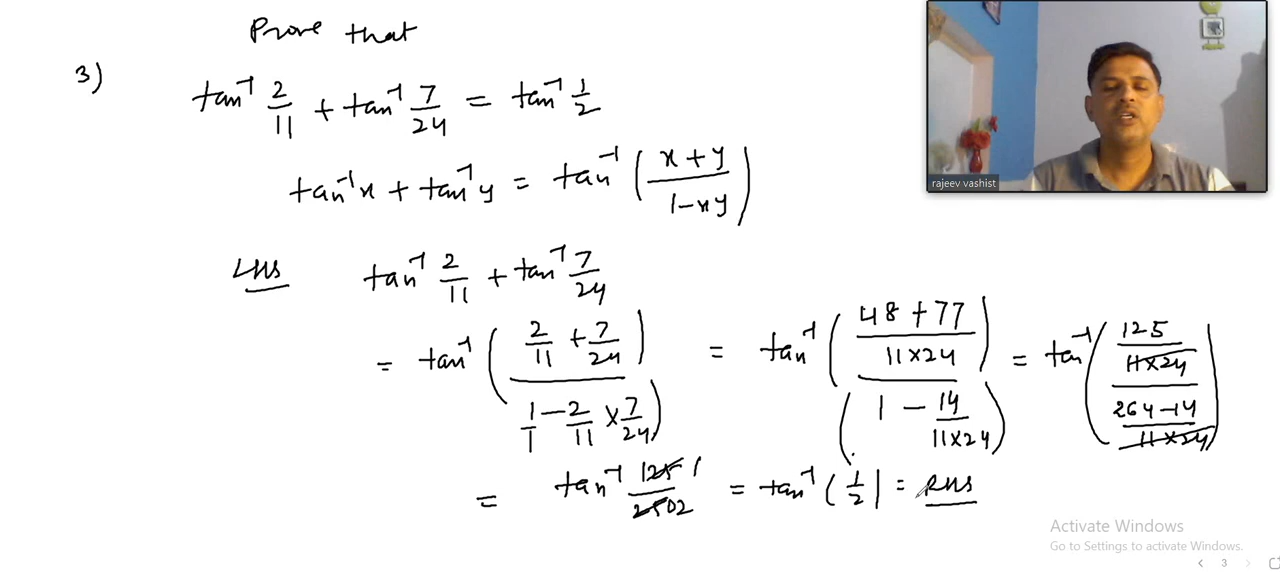 Prove that
3) tan⁻¹ 2/11 + tan⁻¹ 7/24 = tan⁻¹ 1/2
tan⁻¹x + tan⁻¹y = tan⁻¹ ((x+y)/(1-xy))
rajeev vashist
LHS tan⁻¹ 2/11 + tan⁻¹ 7/24
= tan⁻¹ ((2/11 + 7/24)/(1/1 - 2/11 × 7/24)) = tan⁻¹ (((48+77)/(11×24))/(1 - 14/(11×24))) = tan⁻¹ ((125/(11×24))/((264-14)/(11×24)))
= tan⁻¹ 125 1/250 2 = tan⁻¹ (1/2) = RHS
Activate Windows
Go to Settings to activate Windows.
< 3 >